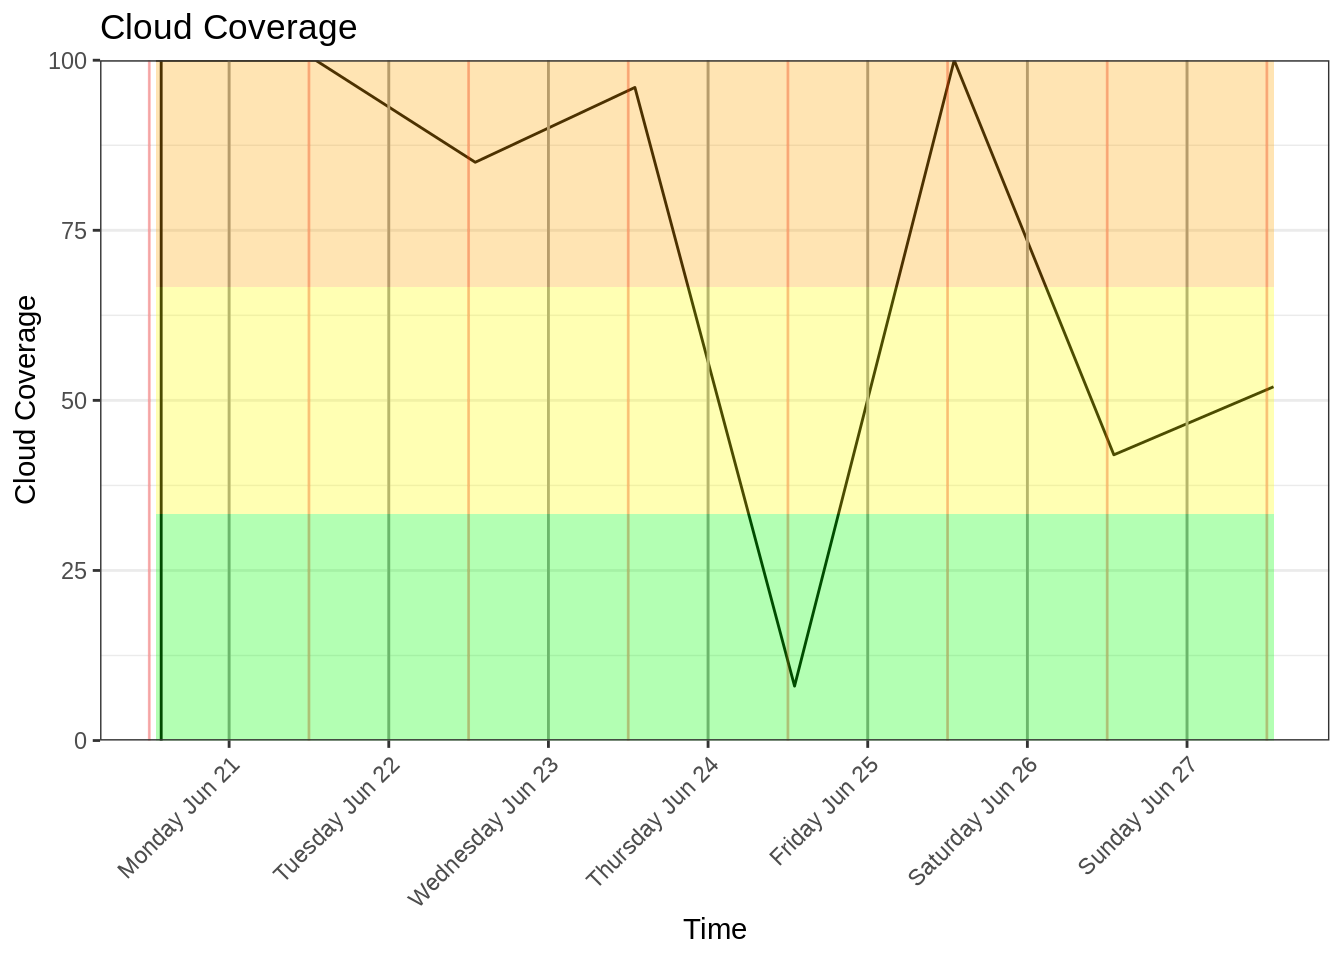 Cloud Coverage
100
75
50
25
0
Cloud Coverage
Monday Jun 21
Tuesday Jun 22
Wednesday Jun 23
Thursday Jun 24
Friday Jun 25
Saturday Jun 26
Sunday Jun 27
Time